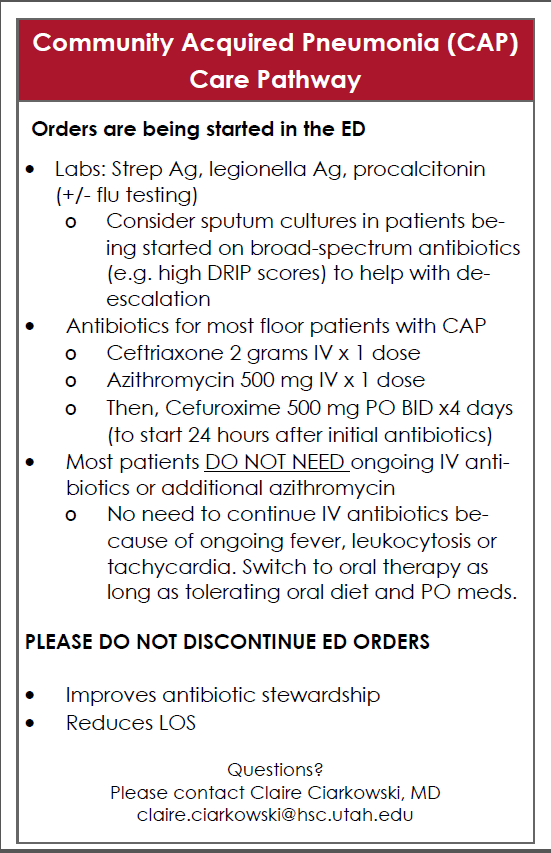 Community Acquired Pneumonia (CAP)
Care Pathway
Orders are being started in the ED
• Labs: Strep Ag, legionella Ag, procalcitonin
(+/- flu testing)
o Consider sputum cultures in patients be-
ing started on broad-spectrum antibiotics
(e.g. high DRIP scores) to help with de-
escalation
• Antibiotics for most floor patients with CAP
o Ceftriaxone 2 grams IV x 1 dose
o Azithromycin 500 mg IV x 1 dose
o Then, Cefuroxime 500 mg PO BID x4 days
(to start 24 hours after initial antibiotics)
• Most patients DO NOT NEED ongoing IV anti-
biotics or additional azithromycin
o No need to continue IV antibiotics be-
cause of ongoing fever, leukocytosis or
tachycardia. Switch to oral therapy as
long as tolerating oral diet and PO meds.
PLEASE DO NOT DISCONTINUE ED ORDERS
• Improves antibiotic stewardship
• Reduces LOS
Questions?
Please contact Claire Ciarkowski, MD
claire.ciarkowski@hsc.utah.edu